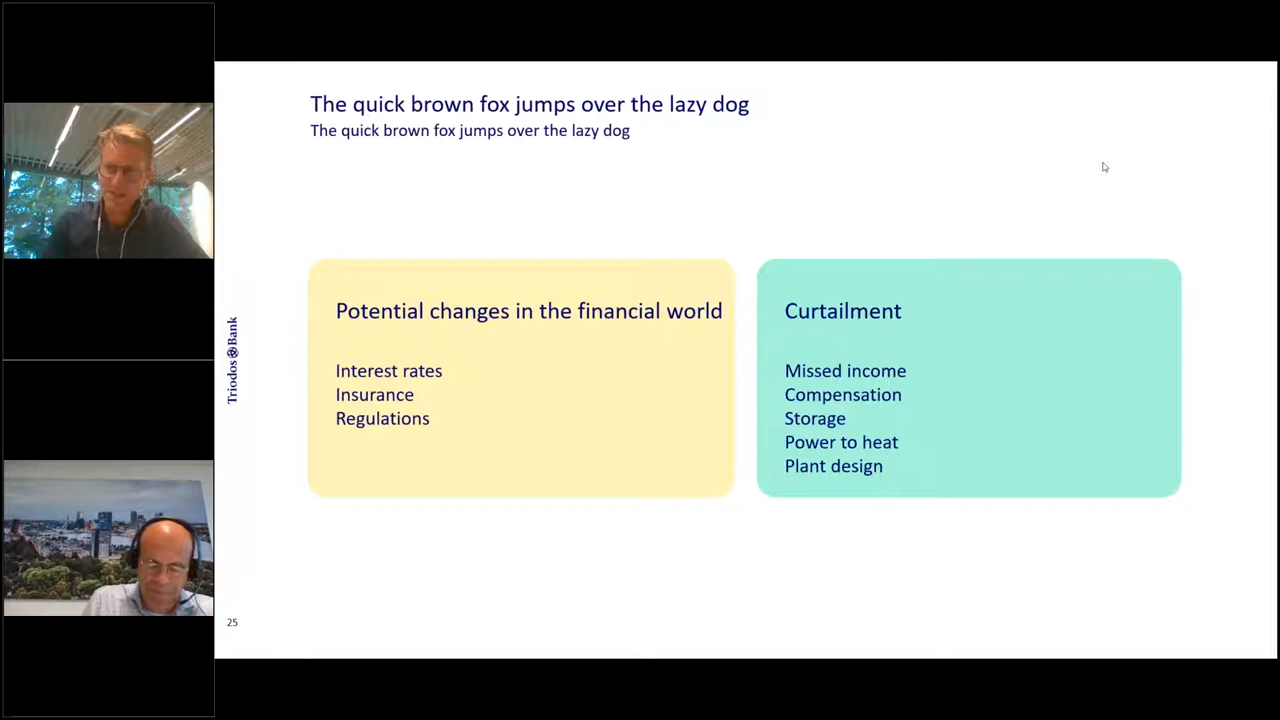 The quick brown fox jumps over the lazy dog
The quick brown fox jumps over the lazy dog
Potential changes in the financial world
Interest rates
Insurance
Regulations
Curtailment
Missed income
Compensation
Storage
Power to heat
Plant design
Triodos Bank
25